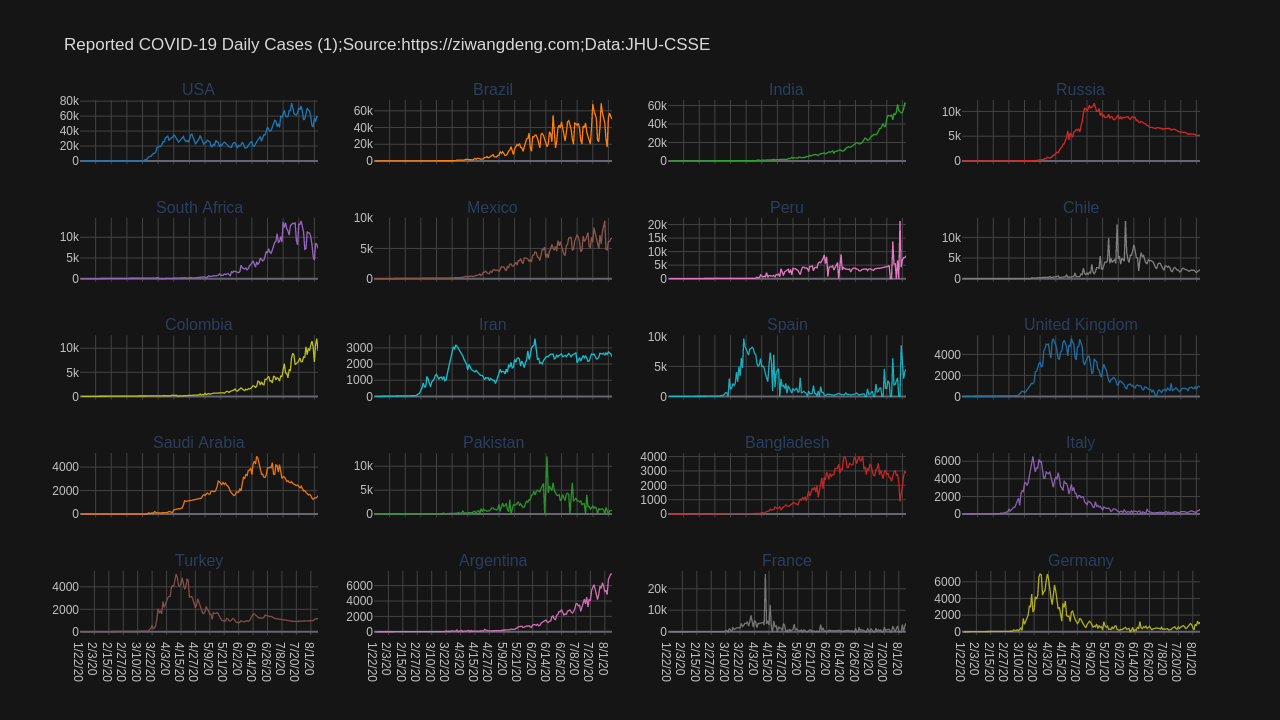 Reported COVID-19 Daily Cases (1);Source:https://ziwangdeng.com;Data:JHU-CSSE
USA
Brazil
India
Russia
80k
60k
40k
20k
0
60k
40k
20k
0
60k
40k
20k
0
10k
5k
0
South Africa
Mexico
Peru
Chile
10k
5k
0
10k
5k
0
20k
15k
10k
5k
0
10k
5k
0
Colombia
Iran
Spain
United Kingdom
10k
5k
0
3000
2000
1000
0
10k
5k
0
4000
2000
0
Saudi Arabia
Pakistan
Bangladesh
Italy
4000
2000
0
10k
5k
0
4000
3000
2000
1000
0
6000
4000
2000
0
Turkey
Argentina
France
Germany
4000
2000
0
6000
4000
2000
0
20k
10k
0
6000
4000
2000
0
1/22/20 2/3/20 2/15/20 2/27/20 3/10/20 3/22/20 4/3/20 4/15/20 4/27/20 5/9/20 5/21/20 6/2/20 6/14/20 6/26/20 7/8/20 7/20/20 8/1/20
1/22/20 2/3/20 2/15/20 2/27/20 3/10/20 3/22/20 4/3/20 4/15/20 4/27/20 5/9/20 5/21/20 6/2/20 6/14/20 6/26/20 7/8/20 7/20/20 8/1/20
1/22/20 2/3/20 2/15/20 2/27/20 3/10/20 3/22/20 4/3/20 4/15/20 4/27/20 5/9/20 5/21/20 6/2/20 6/14/20 6/26/20 7/8/20 7/20/20 8/1/20
1/22/20 2/3/20 2/15/20 2/27/20 3/10/20 3/22/20 4/3/20 4/15/20 4/27/20 5/9/20 5/21/20 6/2/20 6/14/20 6/26/20 7/8/20 7/20/20 8/1/20